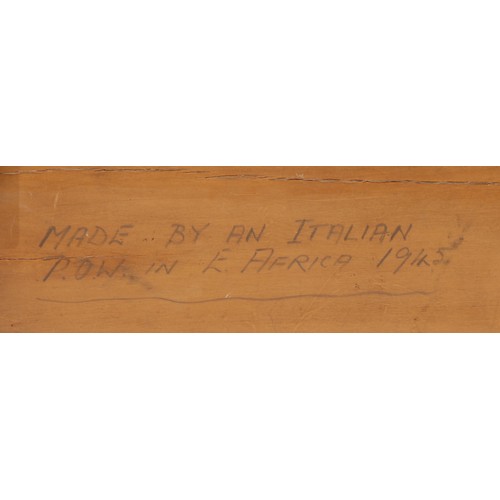 MADE .. BY AN ITALIAN
P.O.W. IN E. AFRICA 1945.